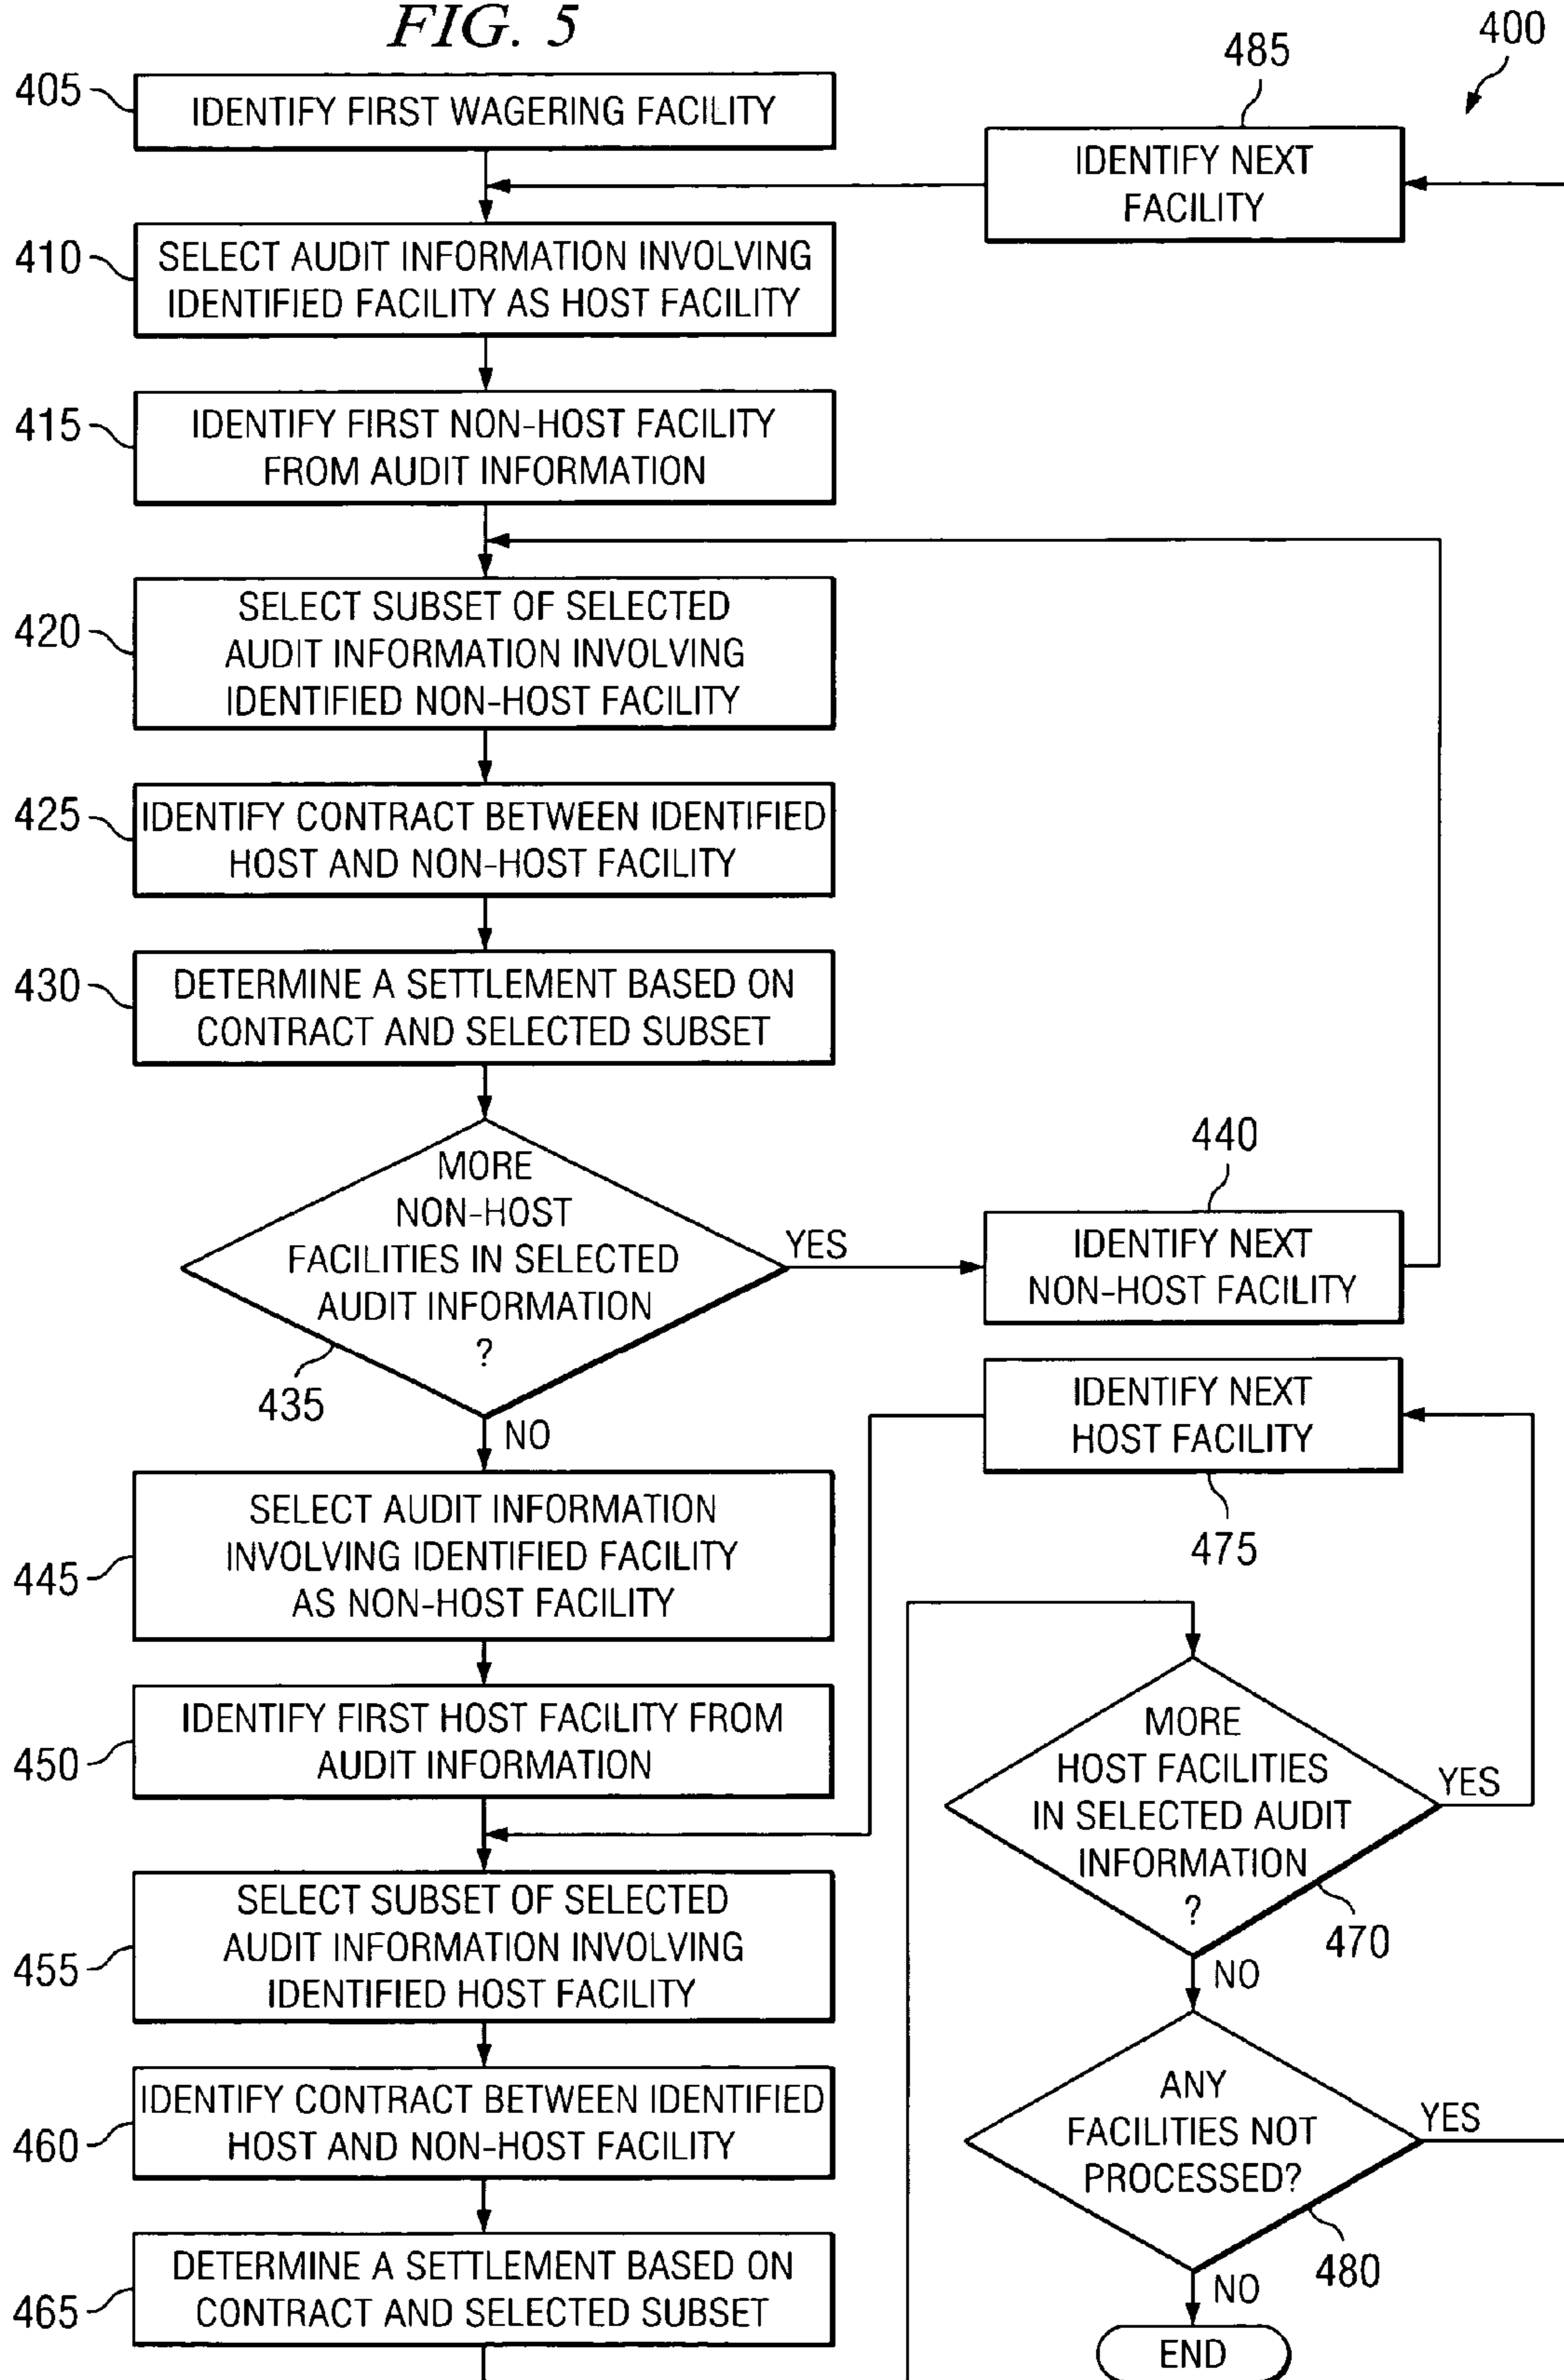 FIG. 5
400
405
IDENTIFY FIRST WAGERING FACILITY
485
IDENTIFY NEXT
FACILITY
410
SELECT AUDIT INFORMATION INVOLVING
IDENTIFIED FACILITY AS HOST FACILITY
415
IDENTIFY FIRST NON-HOST FACILITY
FROM AUDIT INFORMATION
420
SELECT SUBSET OF SELECTED
AUDIT INFORMATION INVOLVING
IDENTIFIED NON-HOST FACILITY
425
IDENTIFY CONTRACT BETWEEN IDENTIFIED
HOST AND NON-HOST FACILITY
430
DETERMINE A SETTLEMENT BASED ON
CONTRACT AND SELECTED SUBSET
MORE
NON-HOST
FACILITIES IN SELECTED
AUDIT INFORMATION
?
435
YES
NO
440
IDENTIFY NEXT
NON-HOST FACILITY
IDENTIFY NEXT
HOST FACILITY
475
445
SELECT AUDIT INFORMATION
INVOLVING IDENTIFIED FACILITY
AS NON-HOST FACILITY
450
IDENTIFY FIRST HOST FACILITY FROM
AUDIT INFORMATION
455
SELECT SUBSET OF SELECTED
AUDIT INFORMATION INVOLVING
IDENTIFIED HOST FACILITY
460
IDENTIFY CONTRACT BETWEEN IDENTIFIED
HOST AND NON-HOST FACILITY
465
DETERMINE A SETTLEMENT BASED ON
CONTRACT AND SELECTED SUBSET
MORE
HOST FACILITIES
IN SELECTED AUDIT
INFORMATION
?
YES
470
NO
ANY
FACILITIES NOT
PROCESSED?
YES
480
NO
END